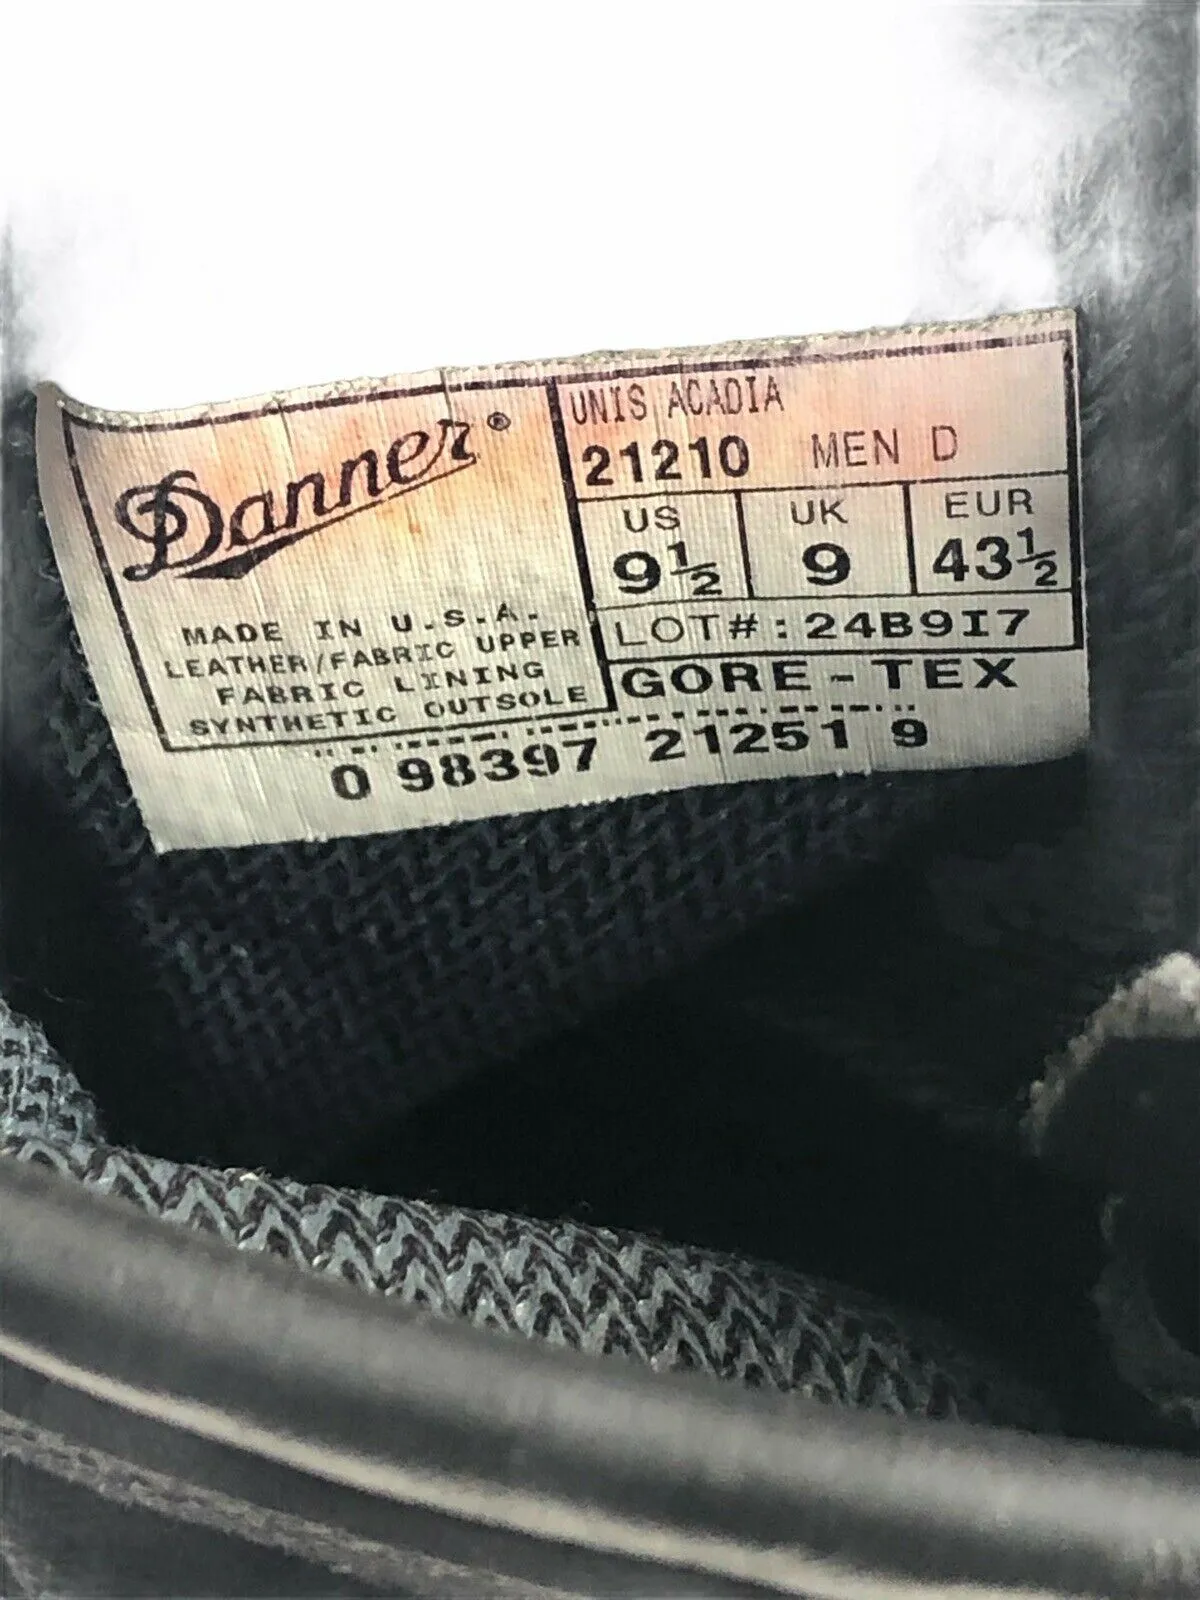 Danner®
MADE IN U.S.A.
LEATHER/FABRIC UPPER
FABRIC LINING
SYNTHETIC OUTSOLE
UNIS ACADIA
21210 MEN D
US UK EUR
9½ 9 43½
LOT#:24B9I7
GORE-TEX
0 98397 21251 9